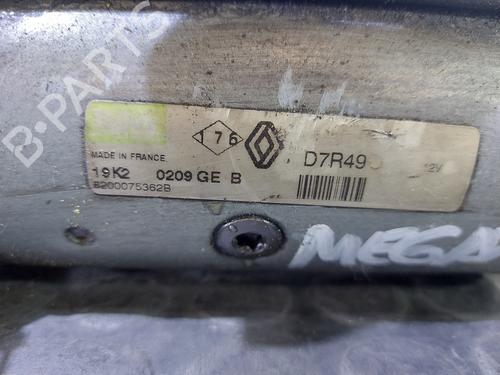 B-PARTS
176
D7R49
12V
MADE IN FRANCE
19K2 0209 GE B
8200075362B
MEGA